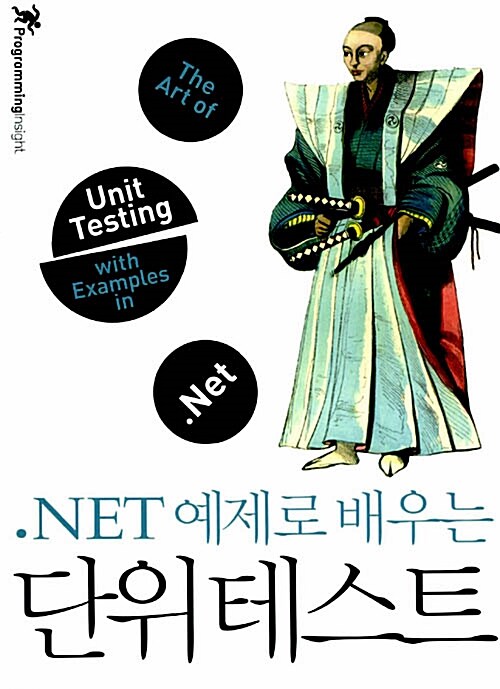 ProgrammingInsight
The
Art of
Unit
Testing
with
Examples
in
.Net
.NET 예제로 배우는
단위테스트